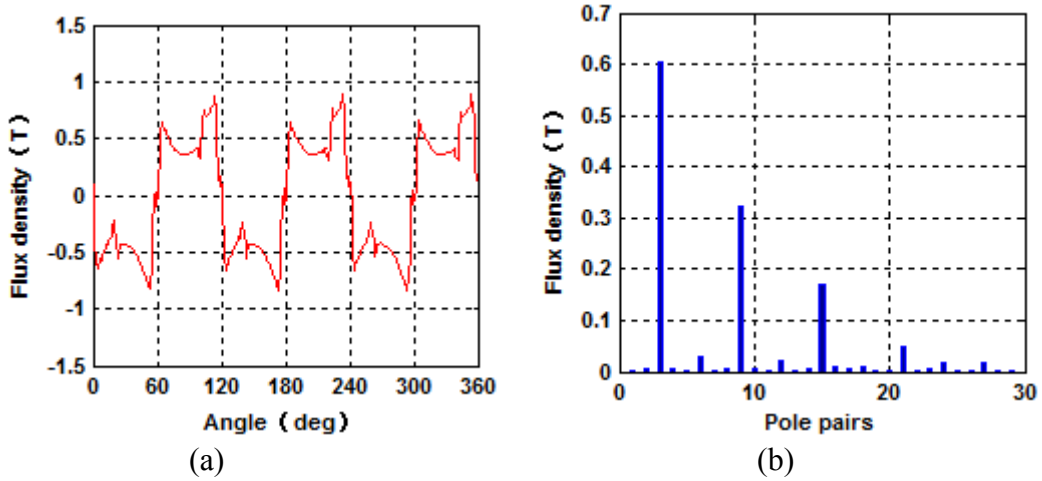 1.5
1
0.5
0
-0.5
-1
-1.5
0 60 120 180 240 300 360
Flux density (T)
Angle (deg)
(a)
0.7
0.6
0.5
0.4
0.3
0.2
0.1
0
0 10 20 30
Flux density (T)
Pole pairs
(b)